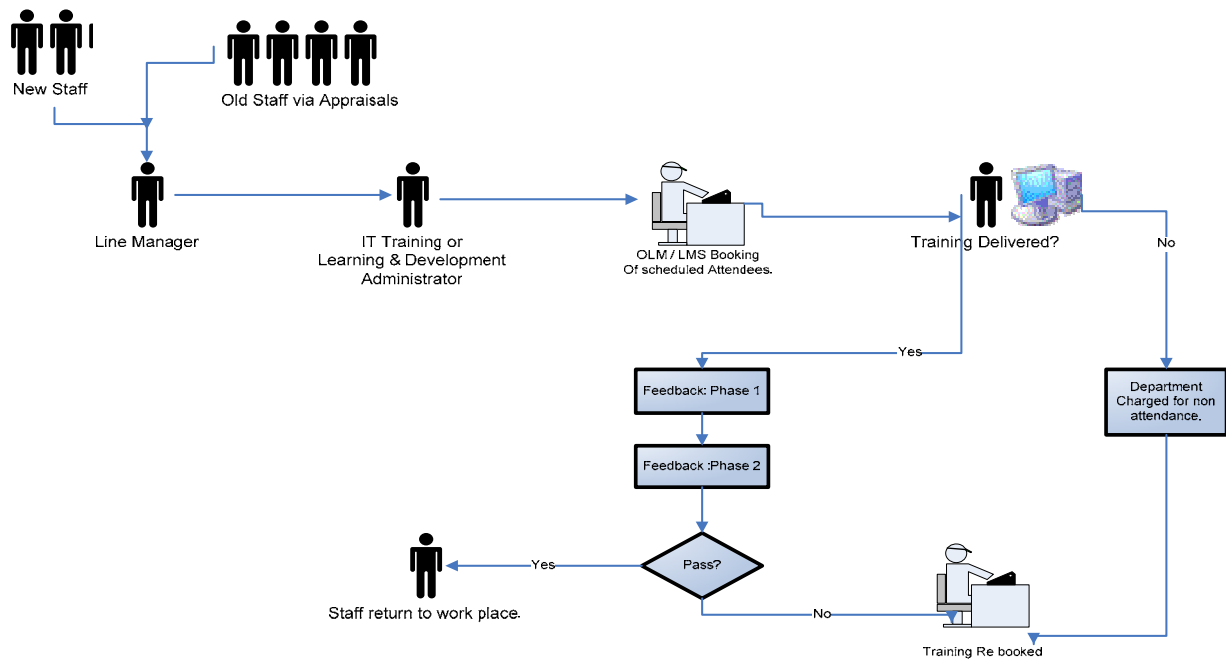 New Staff
Old Staff via Appraisals
Line Manager
IT Training or
Learning & Development
Administrator
OLM / LMS Booking
Of scheduled Attendees.
Training Delivered?
No
Yes
Feedback: Phase 1
Department
Charged for non
attendance.
Feedback :Phase 2
Pass?
Yes
Staff return to work place.
No
Training Re booked